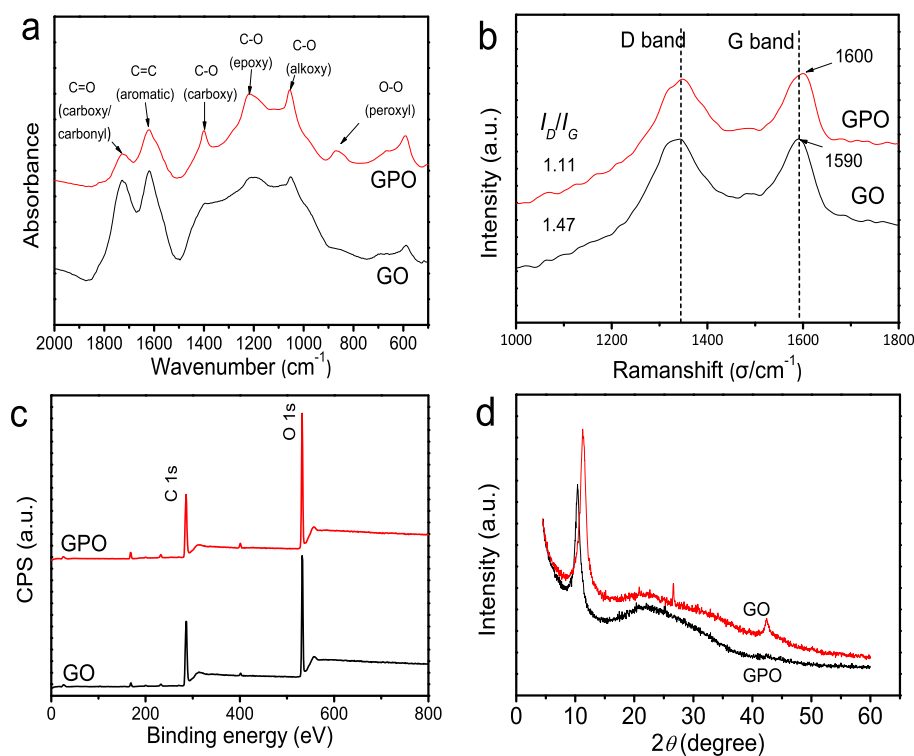 a
C=O
(carboxy/
carbonyl)
C=C
(aromatic)
C-O
(carboxy)
C-O
(epoxy)
C-O
(alkoxy)
O-O
(peroxyl)
GPO
GO
Absorbance
2000 1800 1600 1400 1200 1000 800 600
Wavenumber (cm⁻¹)
b
D band
G band
1600
I_D/I_G
GPO
1.11
1590
GO
1.47
Intensity (a.u.)
1000 1200 1400 1600 1800
Ramanshift (σ/cm⁻¹)
c
O 1s
C 1s
GPO
GO
CPS (a.u.)
0 200 400 600 800
Binding energy (eV)
d
GO
GPO
Intensity (a.u.)
0 10 20 30 40 50 60
2θ (degree)